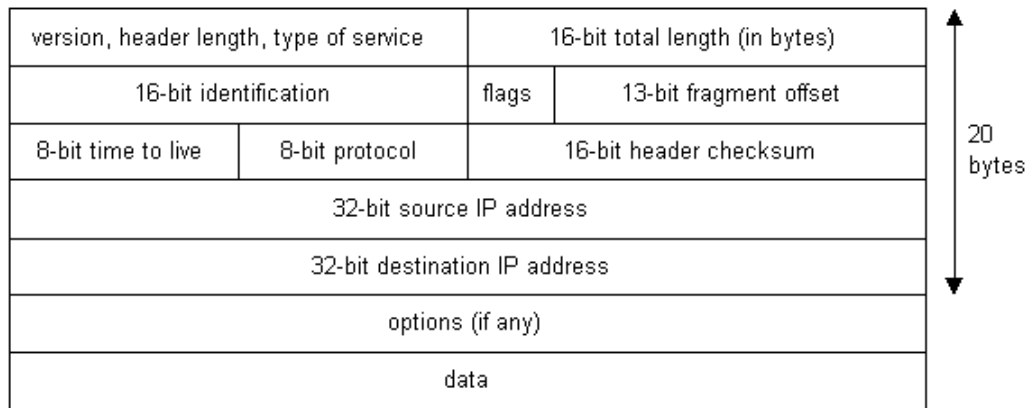 version, header length, type of service
16-bit total length (in bytes)
16-bit identification
flags
13-bit fragment offset
8-bit time to live
8-bit protocol
16-bit header checksum
20
bytes
32-bit source IP address
32-bit destination IP address
options (if any)
data